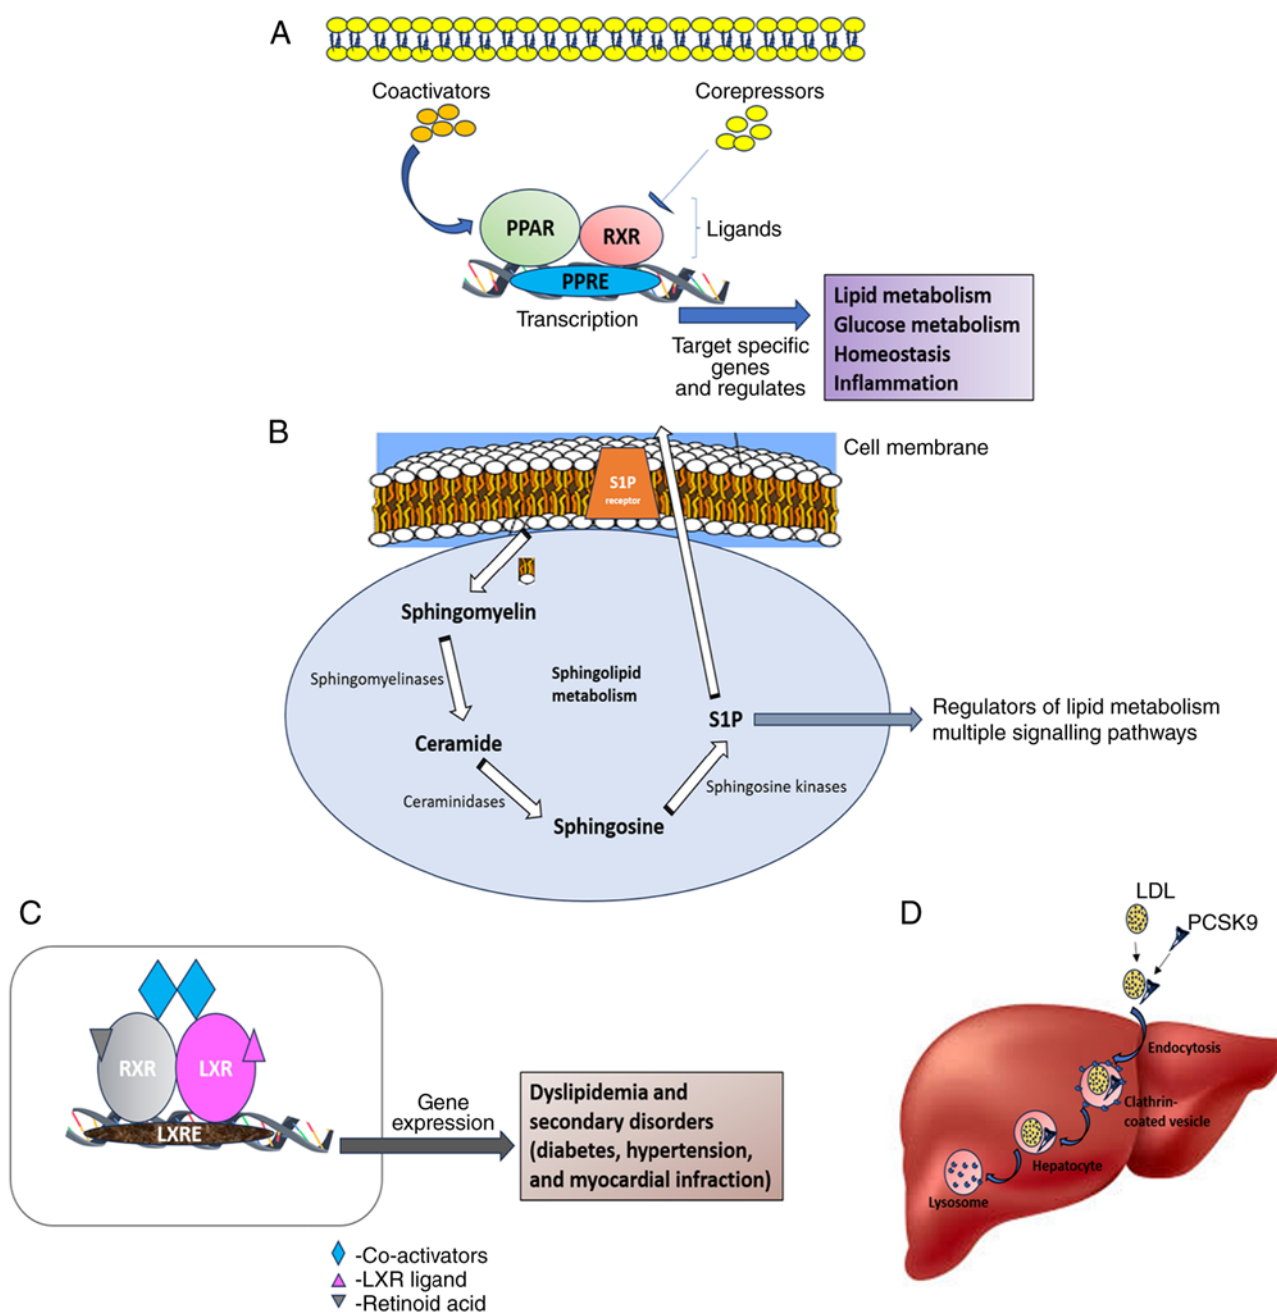 A
Coactivators
Corepressors
PPAR
RXR
Ligands
PPRE
Transcription
Target specific
genes
and regulates
Lipid metabolism
Glucose metabolism
Homeostasis
Inflammation
B
Cell membrane
S1P
receptor
Sphingomyelin
Sphingomyelinases
Sphingolipid
metabolism
Ceramide
S1P
Regulators of lipid metabolism
multiple signalling pathways
Ceraminidases
Sphingosine kinases
Sphingosine
C
RXR
LXR
LXRE
Gene
expression
Dyslipidemia and
secondary disorders
(diabetes, hypertension,
and myocardial infraction)
-Co-activators
-LXR ligand
-Retinoid acid
D
LDL
PCSK9
Endocytosis
Clathrin-
coated vesicle
Hepatocyte
Lysosome